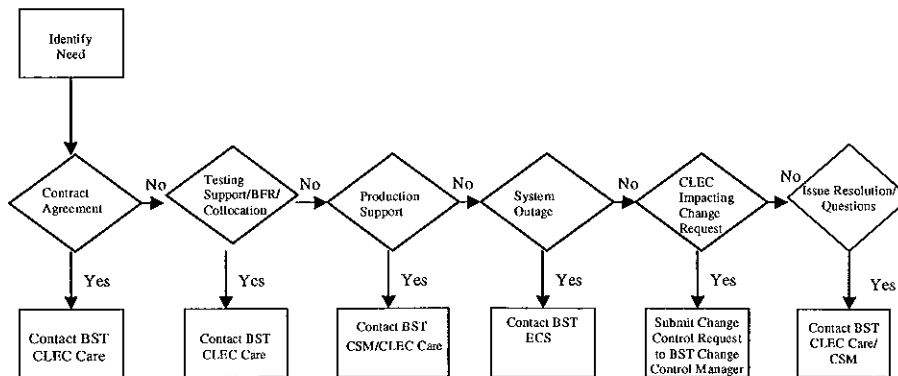 Identify
Need
Contract
Agreement
No
Testing
Support/BFR/
Collocation
No
Production
Support
No
System
Outage
No
CLEC
Impacting
Change
Request
No
Issue Resolution/
Questions
Yes
Yes
Yes
Yes
Yes
Yes
Contact BST
CLEC Care
Contact BST
CLEC Care
Contact BST
CSM/CLEC Care
Contact BST
ECS
Submit Change
Control Request
to BST Change
Control Manager
Contact BST
CLEC Care/
CSM